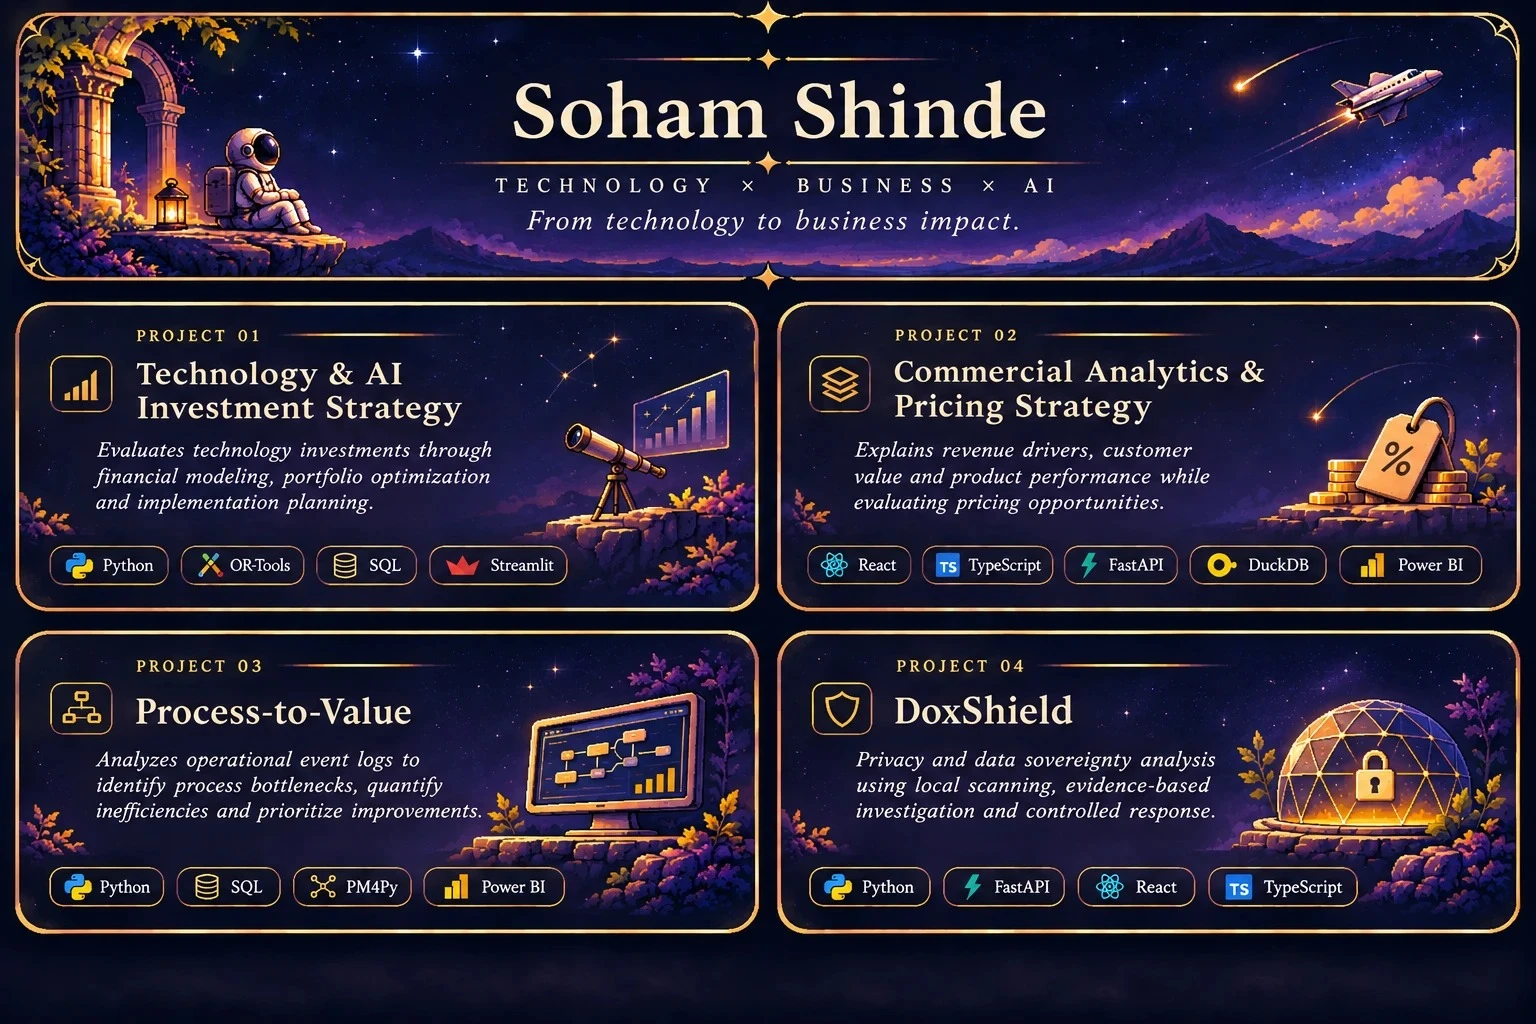 Soham Shinde
TECHNOLOGY × BUSINESS × AI
From technology to business impact.
PROJECT 01
Technology & AI
Investment Strategy
Evaluates technology investments through
financial modeling, portfolio optimization
and implementation planning.
Python
OR-Tools
SQL
Streamlit
PROJECT 02
Commercial Analytics &
Pricing Strategy
Explains revenue drivers, customer
value and product performance while
evaluating pricing opportunities.
%
React
TS TypeScript
FastAPI
DuckDB
Power BI
PROJECT 03
Process-to-Value
Analyzes operational event logs to
identify process bottlenecks, quantify
inefficiencies and prioritize improvements.
Python
SQL
PM4Py
Power BI
PROJECT 04
DoxShield
Privacy and data sovereignty analysis
using local scanning, evidence-based
investigation and controlled response.
Python
FastAPI
React
TS TypeScript